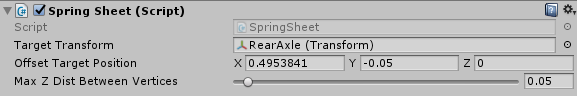 Spring Sheet (Script)
Script SpringSheet
Target Transform RearAxle (Transform)
Offset Target Position X 0.4953841 Y -0.05 Z 0
Max Z Dist Between Vertices 0.05